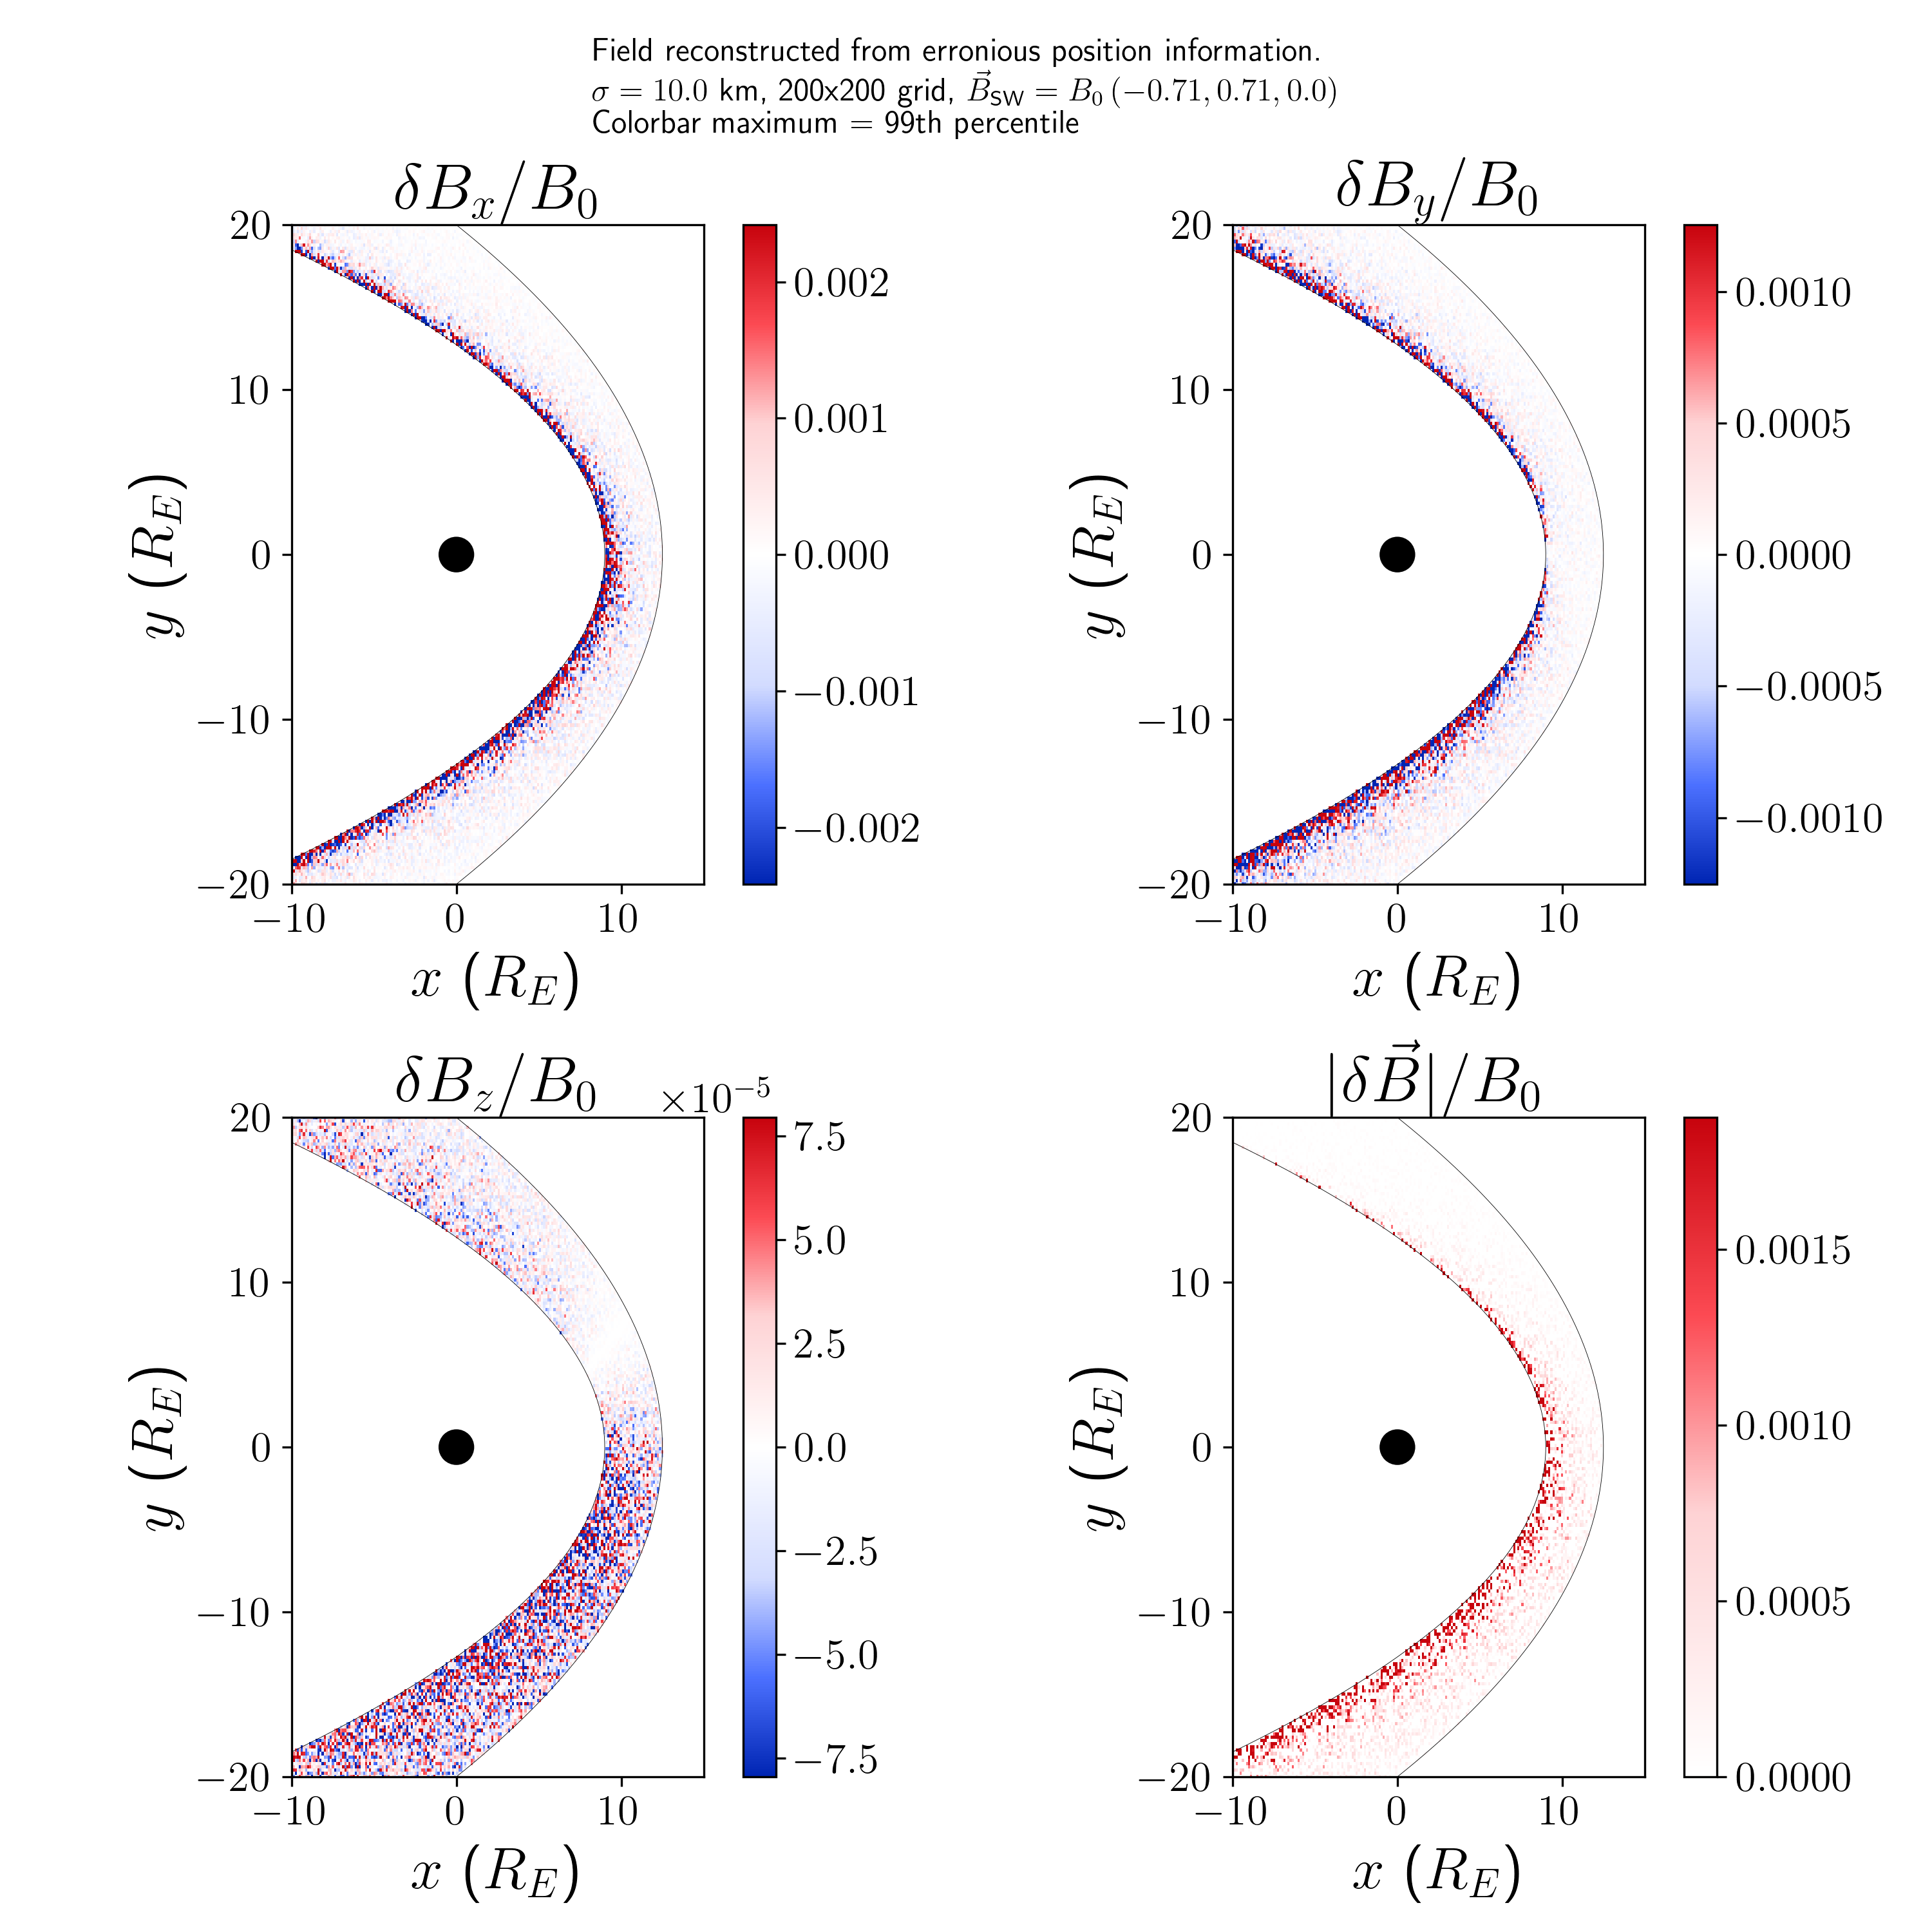 Field reconstructed from erronious position information.
σ = 10.0 km, 200x200 grid, B⃗_SW = B₀ (−0.71, 0.71, 0.0)
Colorbar maximum = 99th percentile
δB_x/B₀
20
10
0
−10
−20
y (R_E)
−10 0 10
x (R_E)
0.002
0.001
0.000
−0.001
−0.002
δB_y/B₀
20
10
0
−10
−20
y (R_E)
−10 0 10
x (R_E)
0.0010
0.0005
0.0000
−0.0005
−0.0010
δB_z/B₀
×10⁻⁵
20
10
0
−10
−20
y (R_E)
−10 0 10
x (R_E)
7.5
5.0
2.5
0.0
−2.5
−5.0
−7.5
|δB⃗|/B₀
20
10
0
−10
−20
y (R_E)
−10 0 10
x (R_E)
0.0015
0.0010
0.0005
0.0000